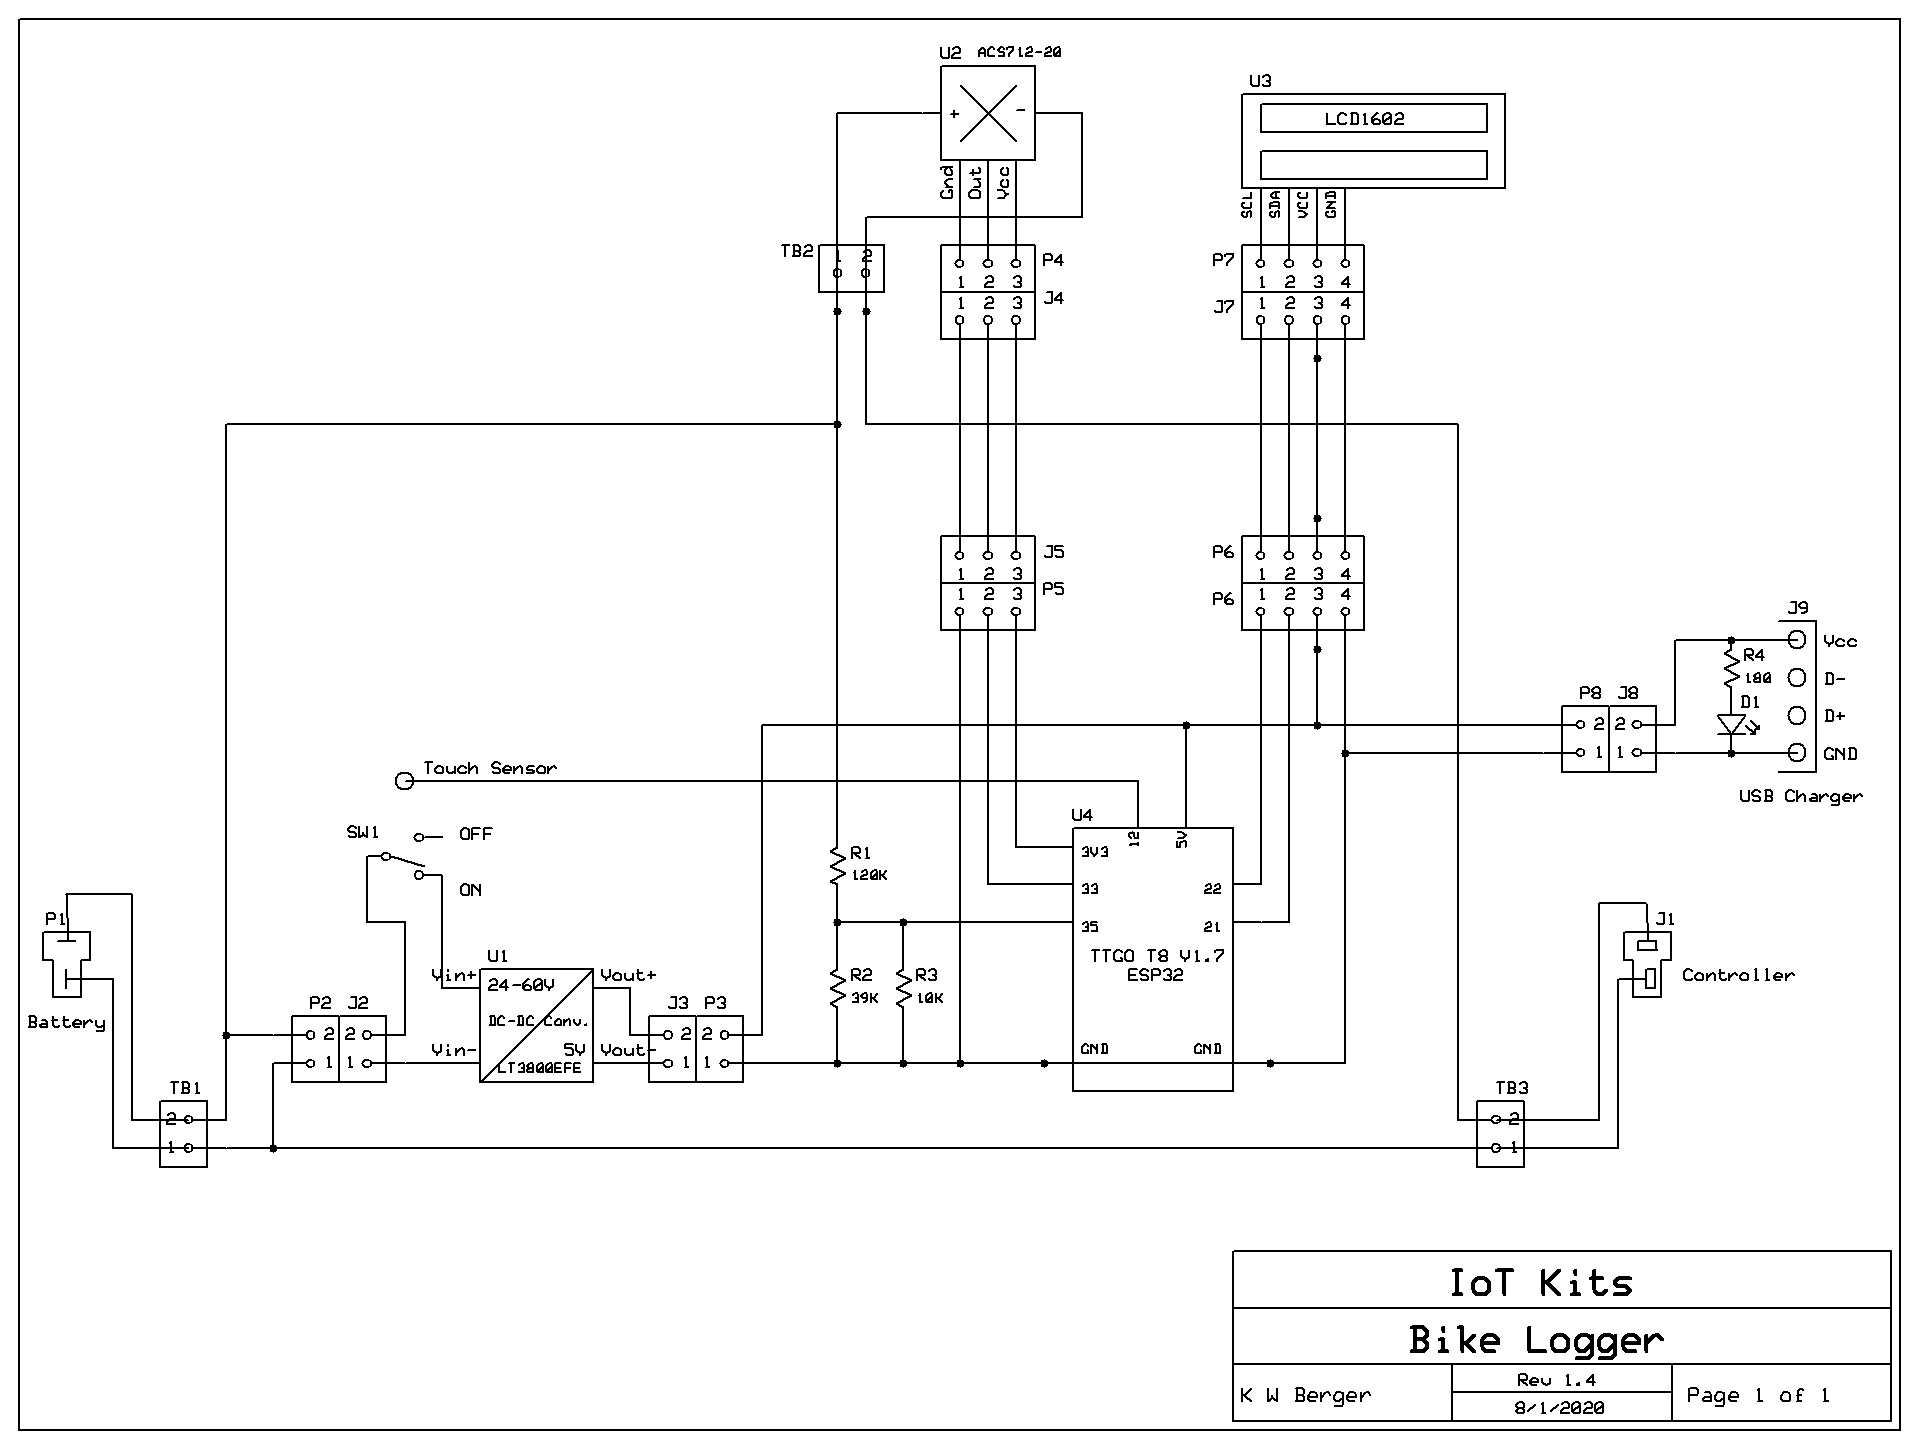 U2 ACS712-20
+ -
Gnd Out Vcc
U3
LCD1602
SCL SDA VCC GND
TB2 1 2
P4
1 2 3
1 2 3
J4
P7
1 2 3 4
1 2 3 4
J7
J5
1 2 3
1 2 3
P5
P6
1 2 3 4
1 2 3 4
P6
J9
Vcc
D-
D+
GND
USB Charger
R4
180
D1
P8 J8
2 2
1 1
Touch Sensor
SW1
OFF
ON
R1
120K
R2
39K
R3
10K
U4
12 5V
3V3
33
35
22
21
TTGO T8 V1.7
ESP32
GND GND
P1
Battery
P2 J2
2 2
1 1
TB1
2
1
U1
Vin+
Vin-
24-60V
DC-DC Conv.
5V
LT3800EFE
Vout+
Vout-
J3 P3
2 2
1 1
J1
Controller
TB3
2
1
IoT Kits
Bike Logger
K W Berger
Rev 1.4
8/1/2020
Page 1 of 1